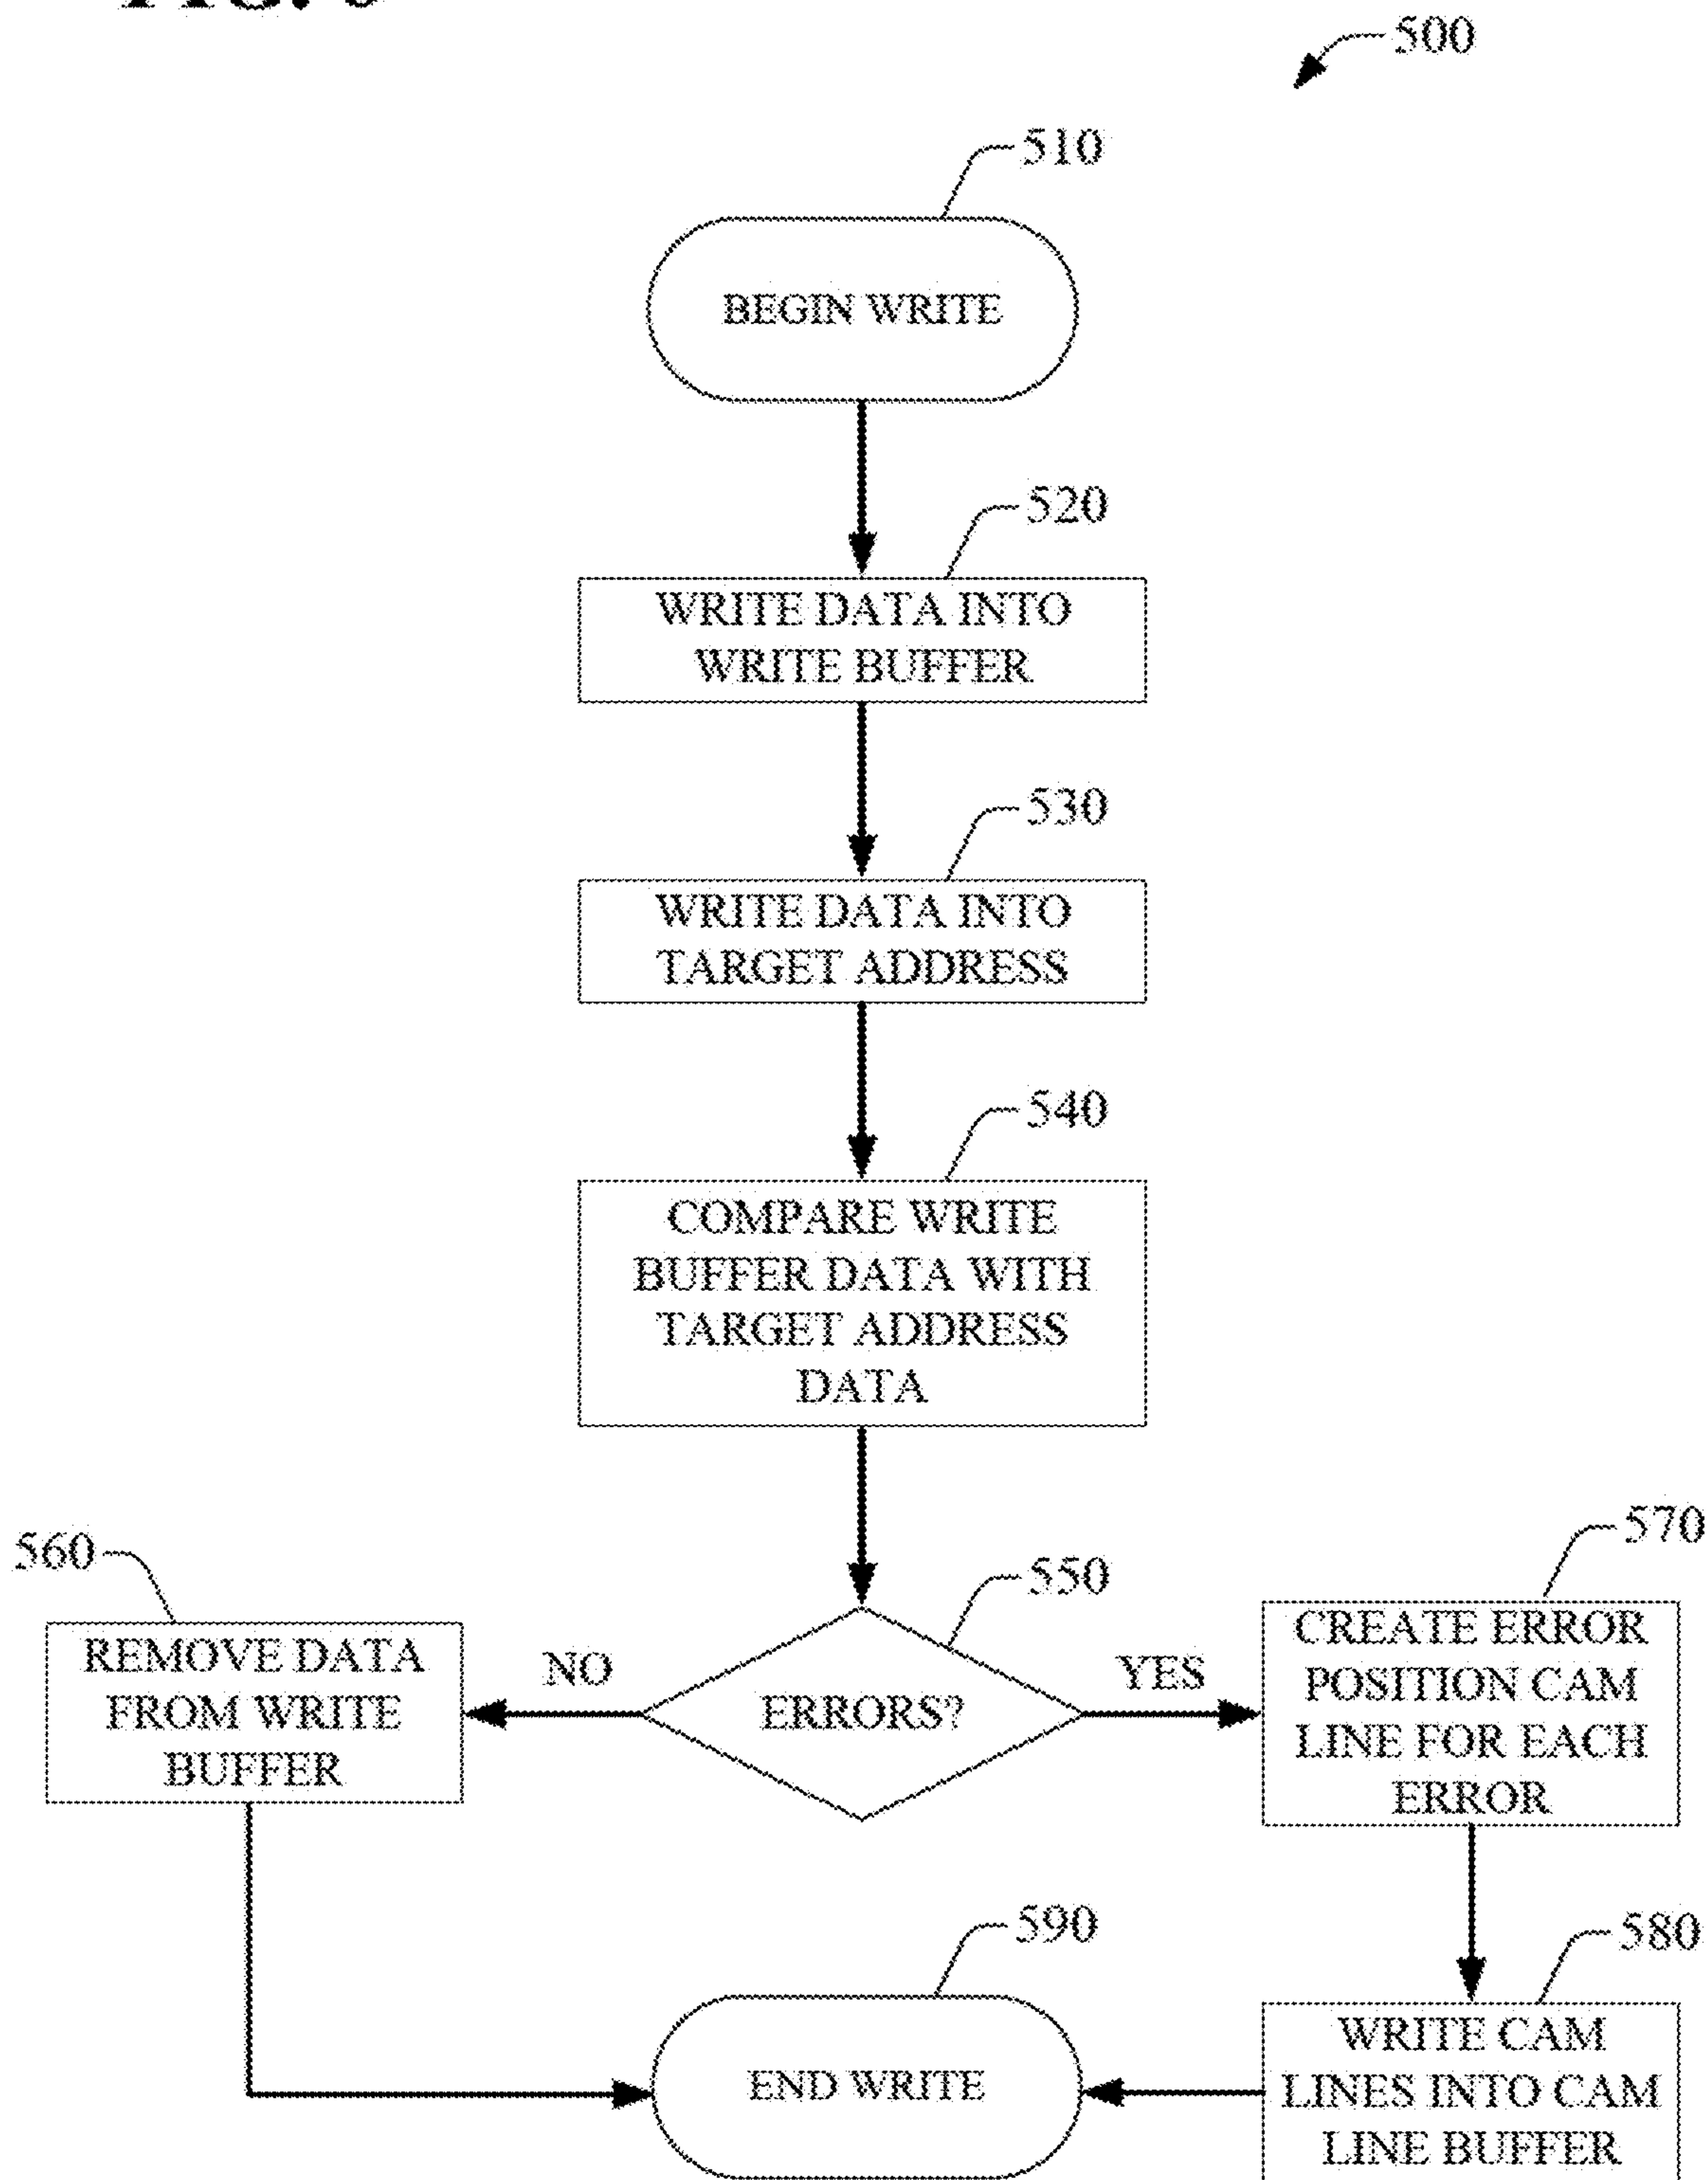 500
510
BEGIN WRITE
520
WRITE DATA INTO
WRITE BUFFER
530
WRITE DATA INTO
TARGET ADDRESS
540
COMPARE WRITE
BUFFER DATA WITH
TARGET ADDRESS
DATA
550
ERRORS?
NO
YES
560
REMOVE DATA
FROM WRITE
BUFFER
570
CREATE ERROR
POSITION CAM
LINE FOR EACH
ERROR
580
WRITE CAM
LINES INTO CAM
LINE BUFFER
590
END WRITE